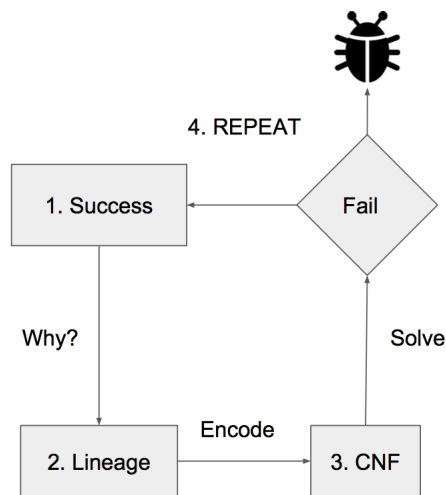 4. REPEAT
1. Success
Fail
Why?
Solve
Encode
2. Lineage
3. CNF